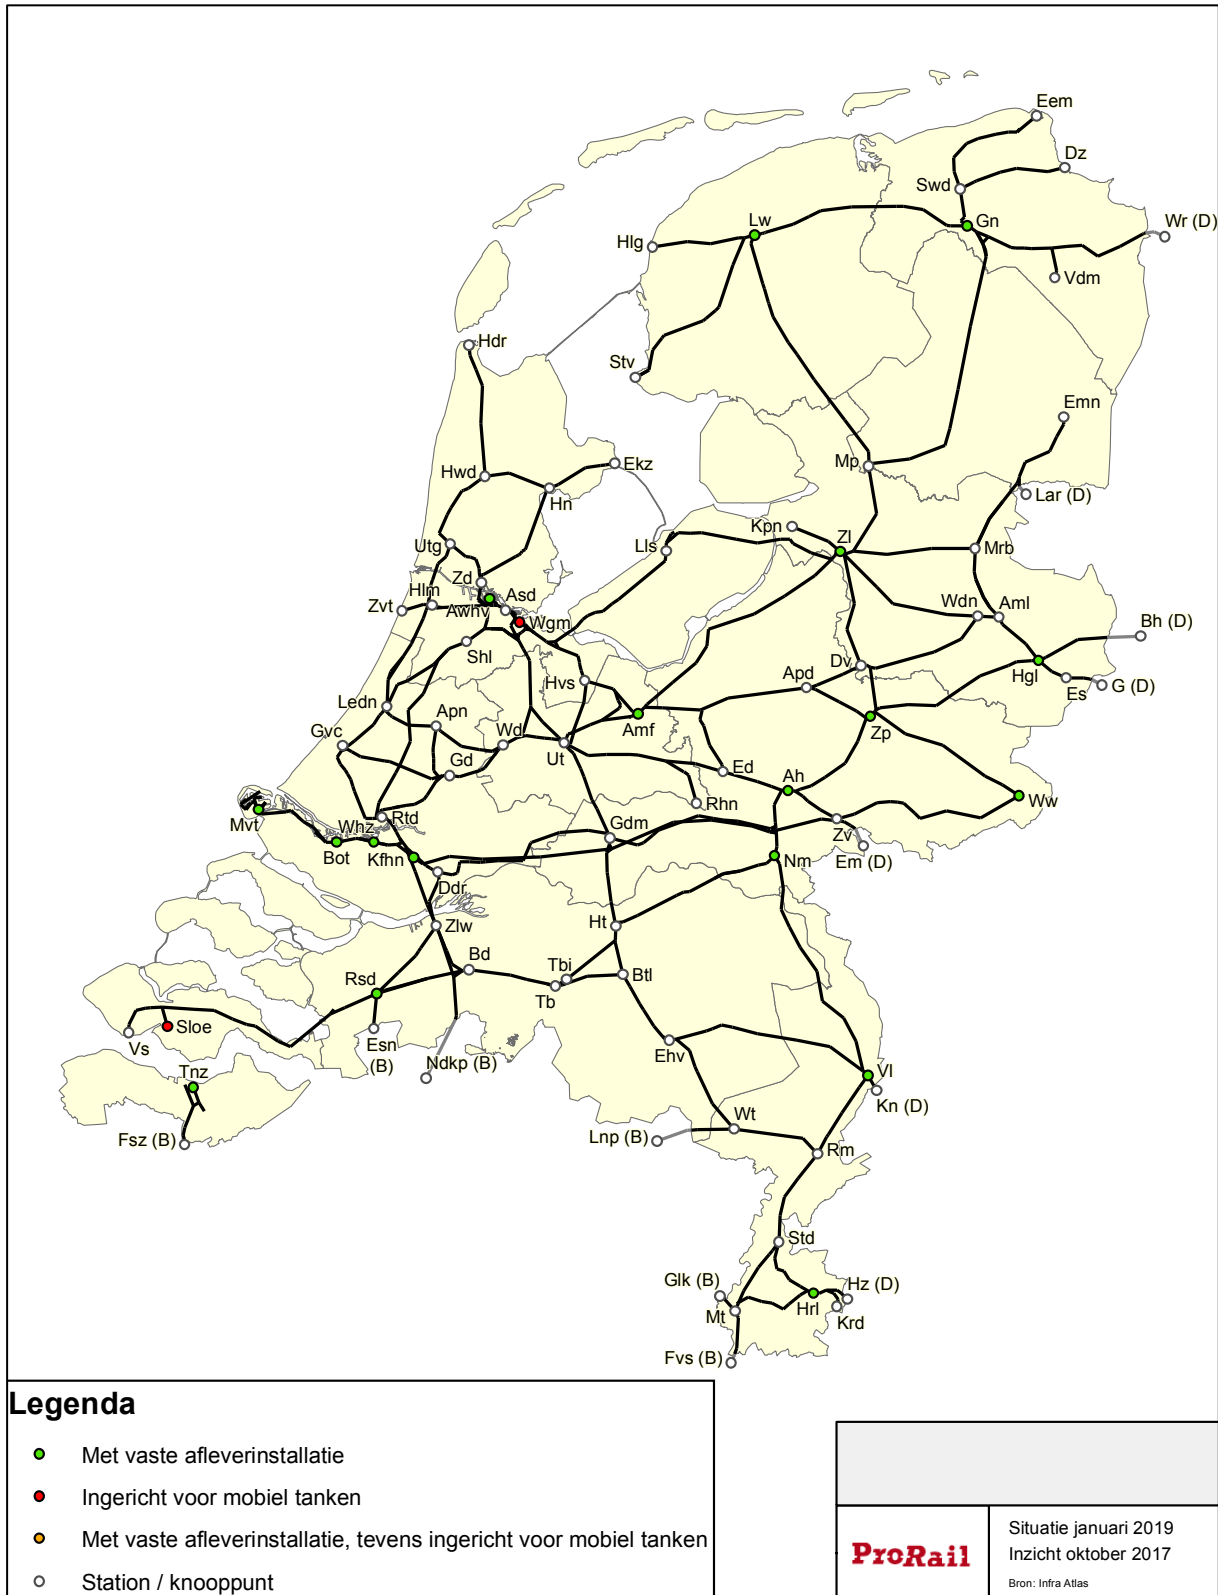 Eem
Dz
Swd
Gn
Wr (D)
Lw
Hlg
Vdm
Hdr
Stv
Emn
Mp
Ekz
Hwd
Hn
Lar (D)
Kpn
Zl
Utg
Lls
Mrb
Zd
Hlm
Asd
Zvt
Awhv
Wgm
Wdn
Aml
Bh (D)
Shl
Dv
Hgl
Apd
Es
G (D)
Hvs
Ledn
Apn
Amf
Zp
Gvc
Wd
Ut
Gd
Ed
Ah
Rhn
Ww
Mvt
Rtd
Whz
Gdm
Zv
Bot
Kfhn
Em (D)
Nm
Ddr
Zlw
Ht
Bd
Tbi
Rsd
Btl
Tb
Sloe
Vs
Esn
(B)
Ehv
Ndkp (B)
Tnz
Vl
Kn (D)
Fsz (B)
Wt
Lnp (B)
Rm
Std
Glk (B)
Hz (D)
Hrl
Mt
Krd
Fvs (B)
Legenda
Met vaste afleverinstallatie
Ingericht voor mobiel tanken
Met vaste afleverinstallatie, tevens ingericht voor mobiel tanken
Station / knooppunt
ProRail
Situatie januari 2019
Inzicht oktober 2017
Bron: Infra Atlas